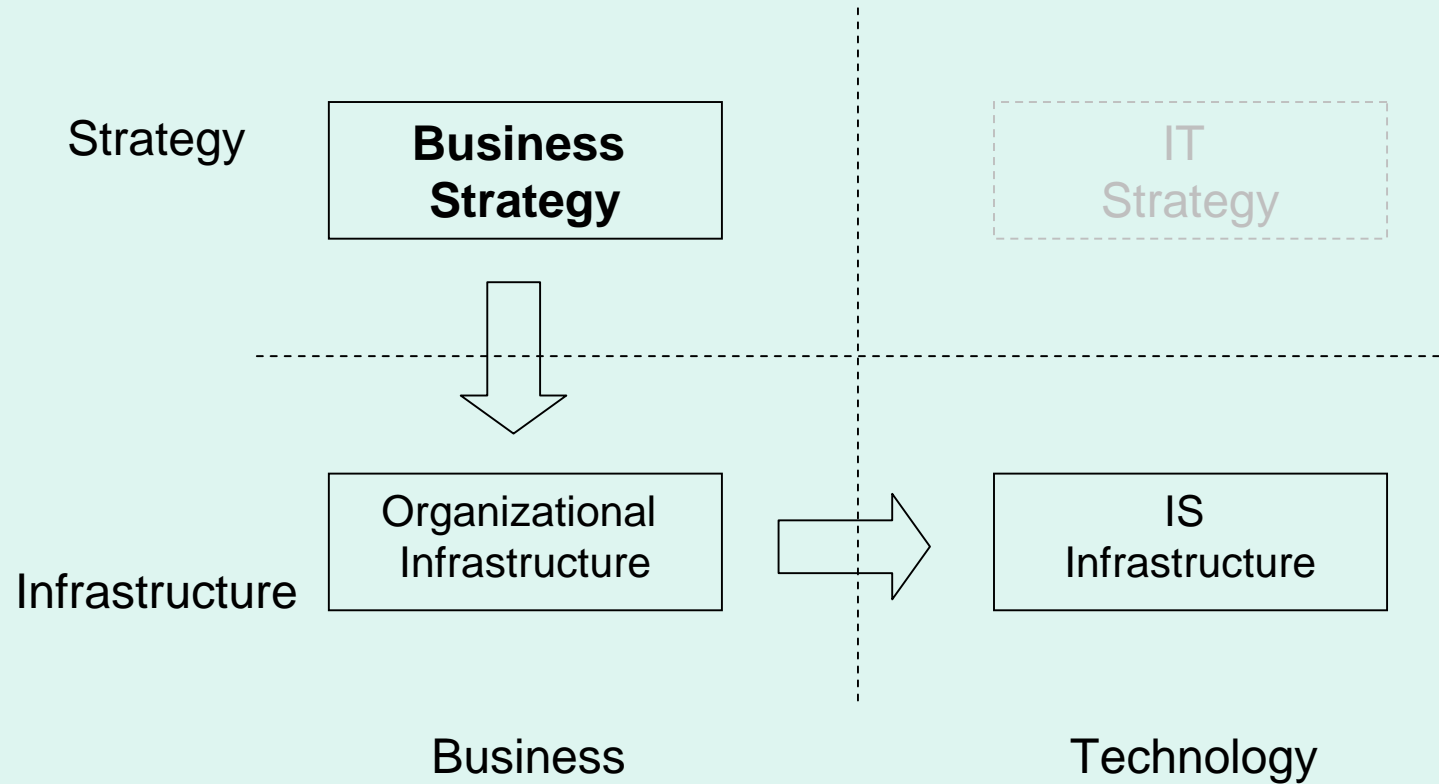 Strategy
Business
Strategy
IT
Strategy
Infrastructure
Organizational
Infrastructure
IS
Infrastructure
Business
Technology